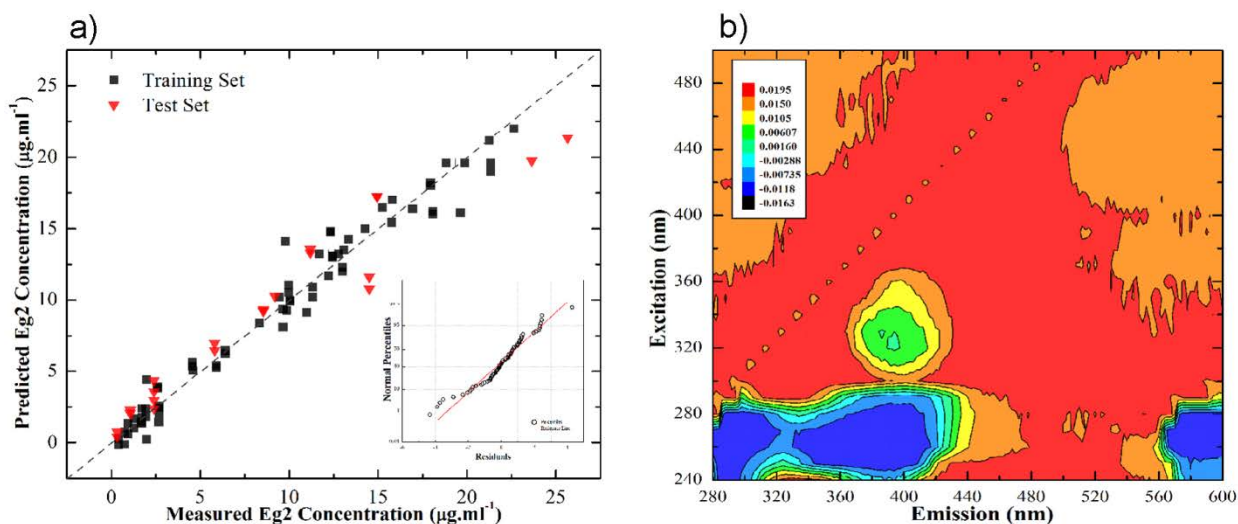 a)
Predicted Eg2 Concentration (µg.ml⁻¹)
25
20
15
10
5
0
Training Set
Test Set
Normal Percentiles
Residuals
0 5 10 15 20 25
Measured Eg2 Concentration (µg.ml⁻¹)
b)
Excitation (nm)
480
440
400
360
320
280
240
0.0195
0.0150
0.0105
0.00607
0.00160
-0.00288
-0.00735
-0.0118
-0.0163
280 320 360 400 440 480 520 560 600
Emission (nm)